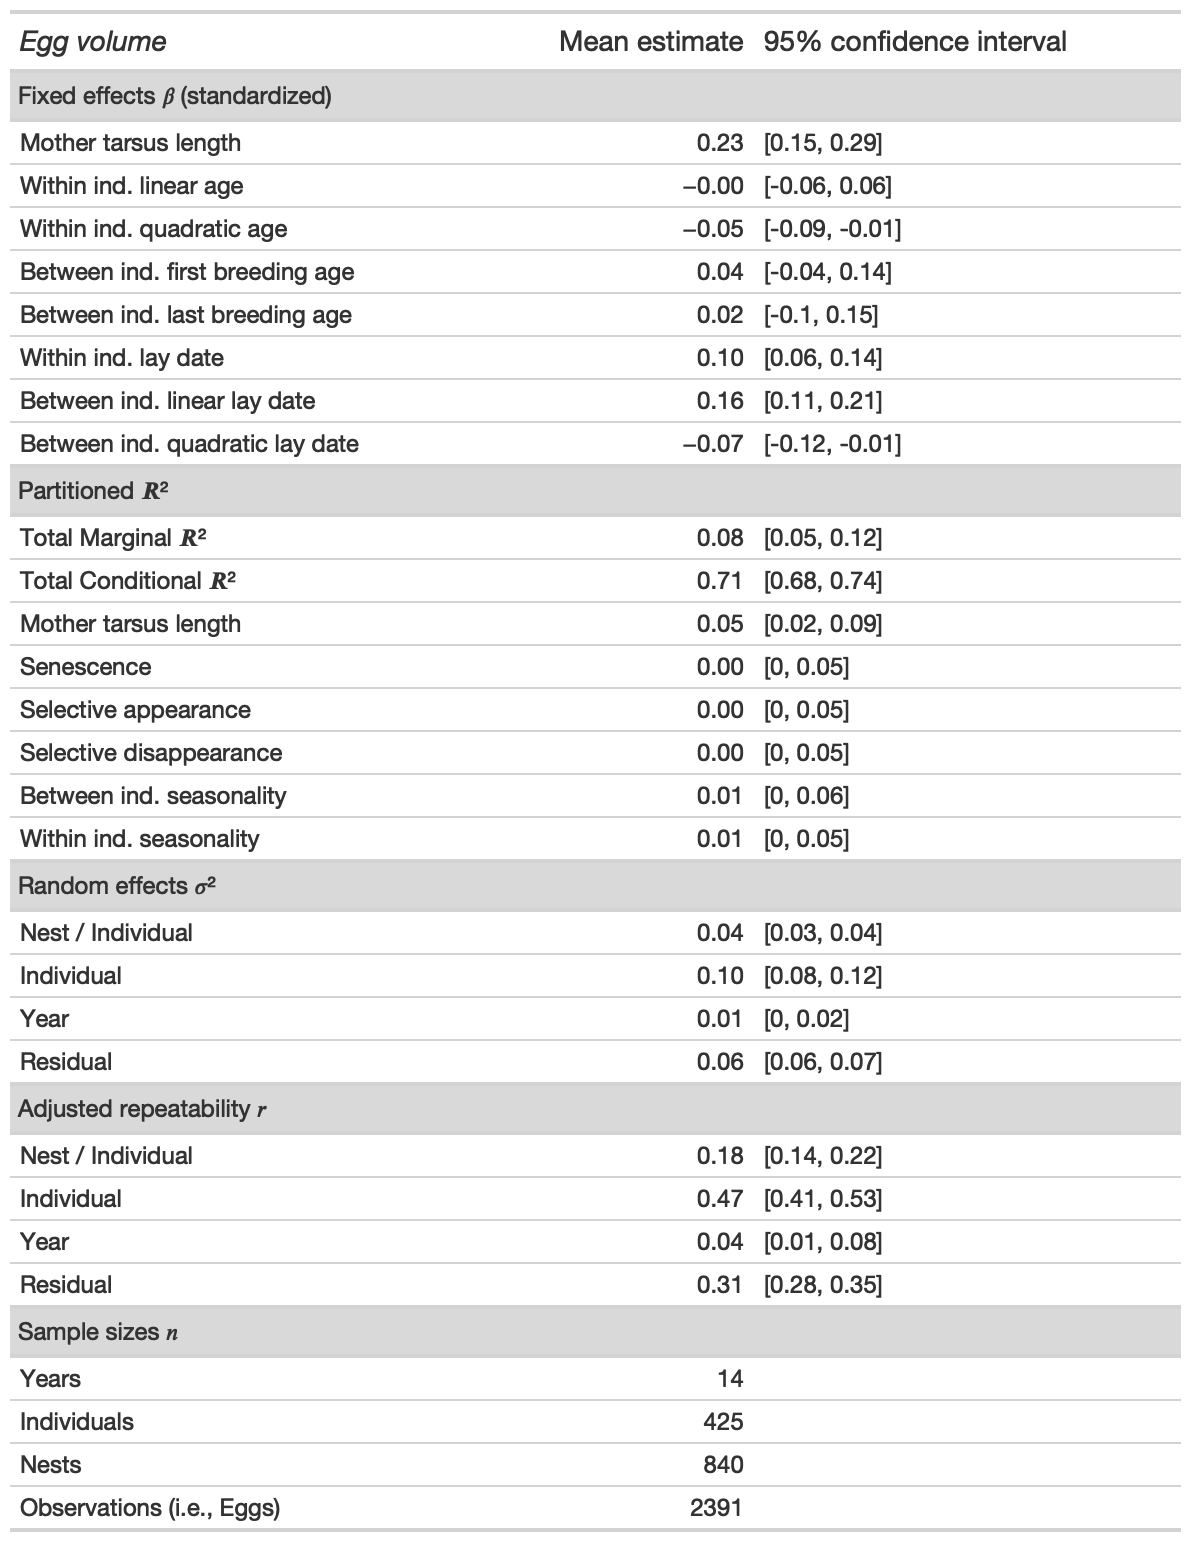 Egg volume Mean estimate 95% confidence interval
Fixed effects β (standardized)
Mother tarsus length 0.23 [0.15, 0.29]
Within ind. linear age −0.00 [-0.06, 0.06]
Within ind. quadratic age −0.05 [-0.09, -0.01]
Between ind. first breeding age 0.04 [-0.04, 0.14]
Between ind. last breeding age 0.02 [-0.1, 0.15]
Within ind. lay date 0.10 [0.06, 0.14]
Between ind. linear lay date 0.16 [0.11, 0.21]
Between ind. quadratic lay date −0.07 [-0.12, -0.01]
Partitioned R²
Total Marginal R² 0.08 [0.05, 0.12]
Total Conditional R² 0.71 [0.68, 0.74]
Mother tarsus length 0.05 [0.02, 0.09]
Senescence 0.00 [0, 0.05]
Selective appearance 0.00 [0, 0.05]
Selective disappearance 0.00 [0, 0.05]
Between ind. seasonality 0.01 [0, 0.06]
Within ind. seasonality 0.01 [0, 0.05]
Random effects σ²
Nest / Individual 0.04 [0.03, 0.04]
Individual 0.10 [0.08, 0.12]
Year 0.01 [0, 0.02]
Residual 0.06 [0.06, 0.07]
Adjusted repeatability r
Nest / Individual 0.18 [0.14, 0.22]
Individual 0.47 [0.41, 0.53]
Year 0.04 [0.01, 0.08]
Residual 0.31 [0.28, 0.35]
Sample sizes n
Years 14
Individuals 425
Nests 840
Observations (i.e., Eggs) 2391